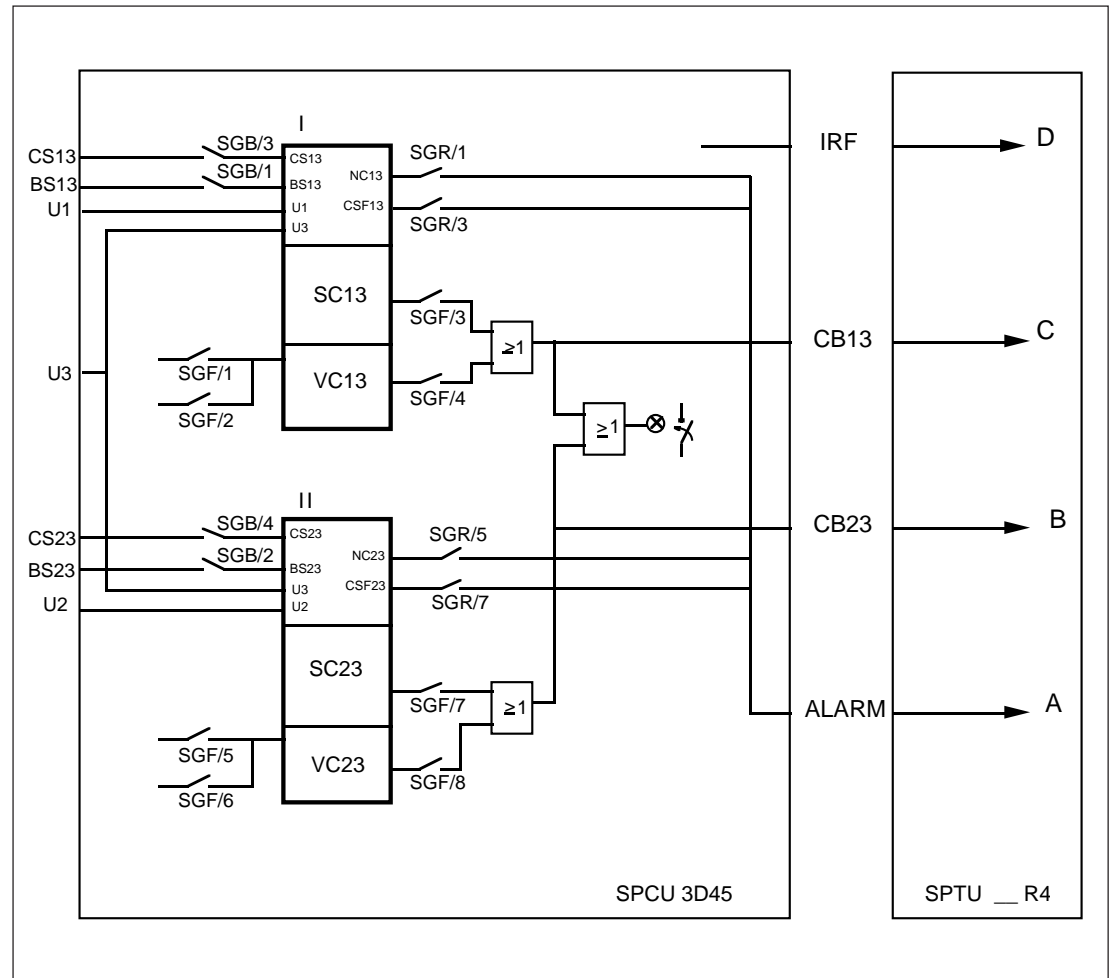 I
SGB/3
SGR/1
IRF
D
CS13
CS13
SGB/1
NC13
BS13
BS13
U1
U1
CSF13
U3
SGR/3
SC13
SGF/3
≥1
CB13
C
U3
SGF/1
VC13
SGF/4
SGF/2
≥1
II
SGB/4
SGR/5
CB23
B
CS23
CS23
SGB/2
NC23
BS23
BS23
U3
CSF23
U2
U2
SGR/7
SC23
SGF/7
≥1
ALARM
A
SGF/5
VC23
SGF/8
SGF/6
SPCU 3D45
SPTU __ R4